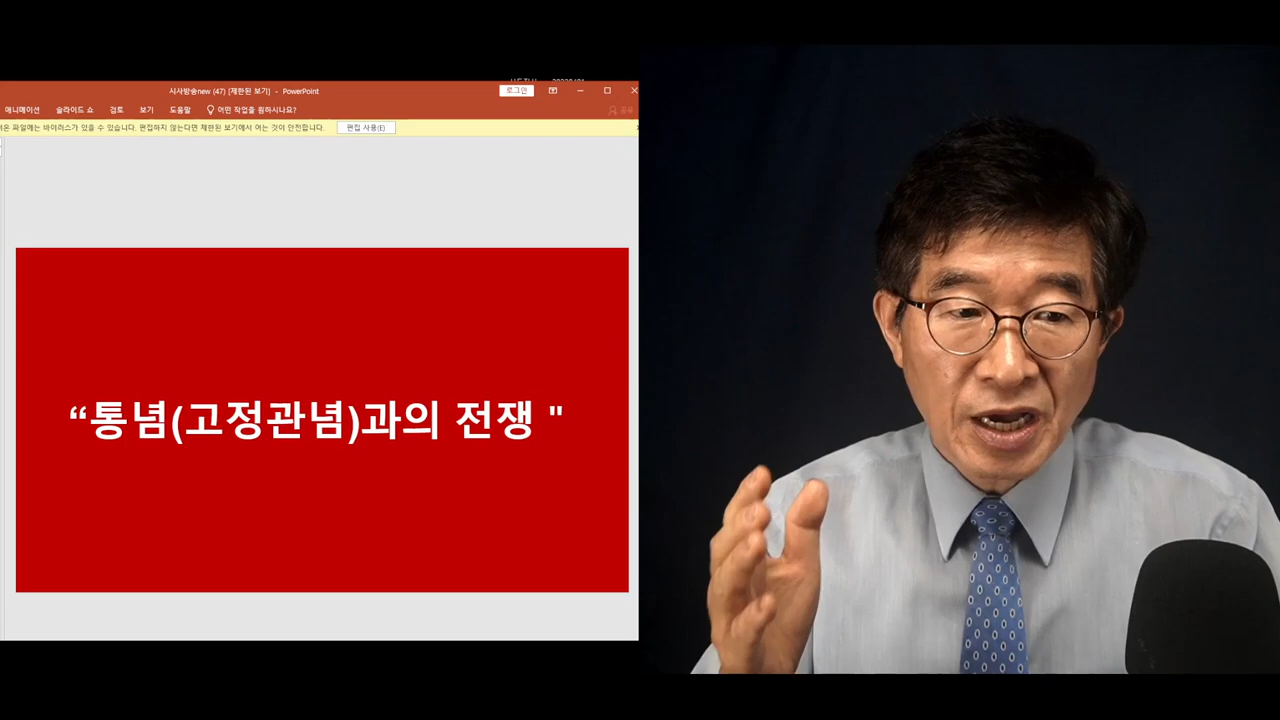 시사방송new (47) [제한된 보기] - PowerPoint
로그인
애니메이션 슬라이드 쇼 검토 보기 도움말 어떤 작업을 원하시나요? 공유
파일에는 바이러스가 있을 수 있습니다. 편집하지 않는다면 제한된 보기에서 여는 것이 안전합니다. 편집 사용(E)
“통념(고정관념)과의 전쟁 "